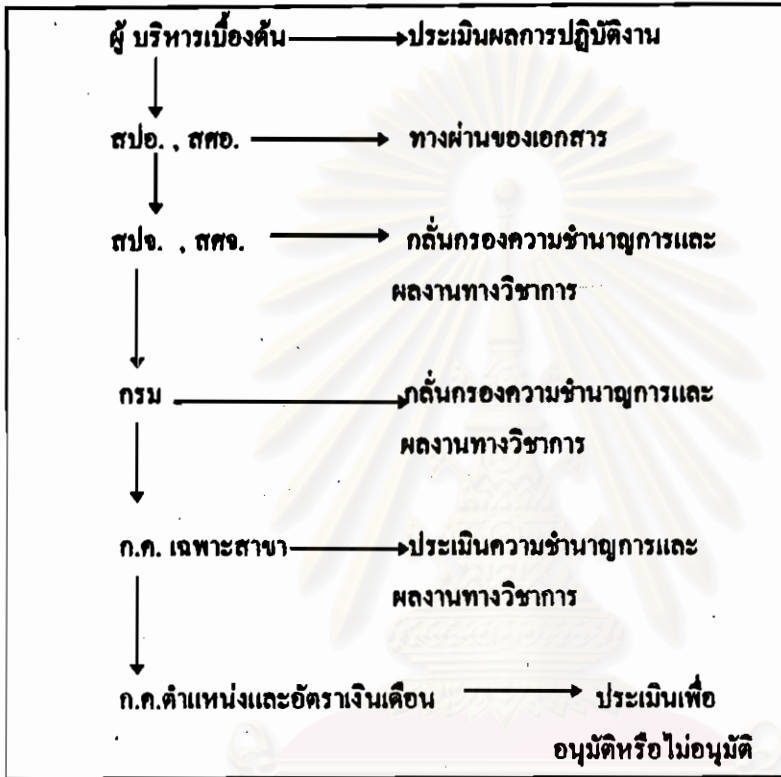 ผู้ บริหารเบื้องต้น ประเมินผลการปฏิบัติงาน
สปอ. , สศอ. ทางผ่านของเอกสาร
สปจ. , สศจ. กลั่นกรองความชำนาญการและ
ผลงานทางวิชาการ
กรม กลั่นกรองความชำนาญการและ
ผลงานทางวิชาการ
ก.ค. เฉพาะสาขา ประเมินความชำนาญการและ
ผลงานทางวิชาการ
ก.ค.ตำแหน่งและอัตราเงินเดือน ประเมินเพื่อ
อนุมัติหรือไม่อนุมัติ